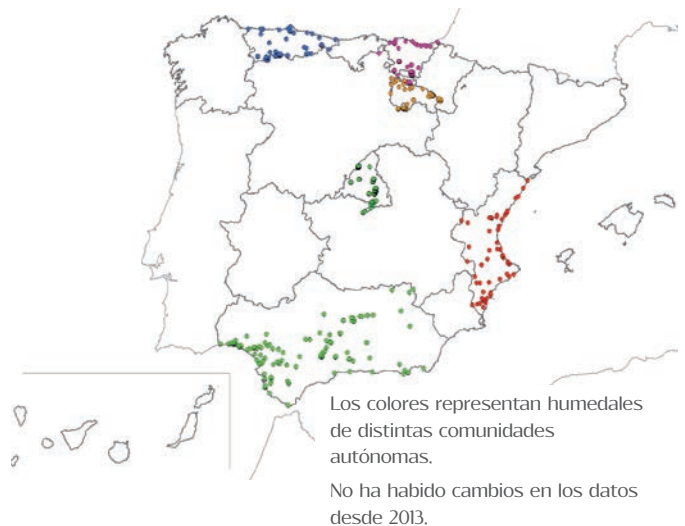 Los colores representan humedales
de distintas comunidades
autónomas.
No ha habido cambios en los datos
desde 2013.